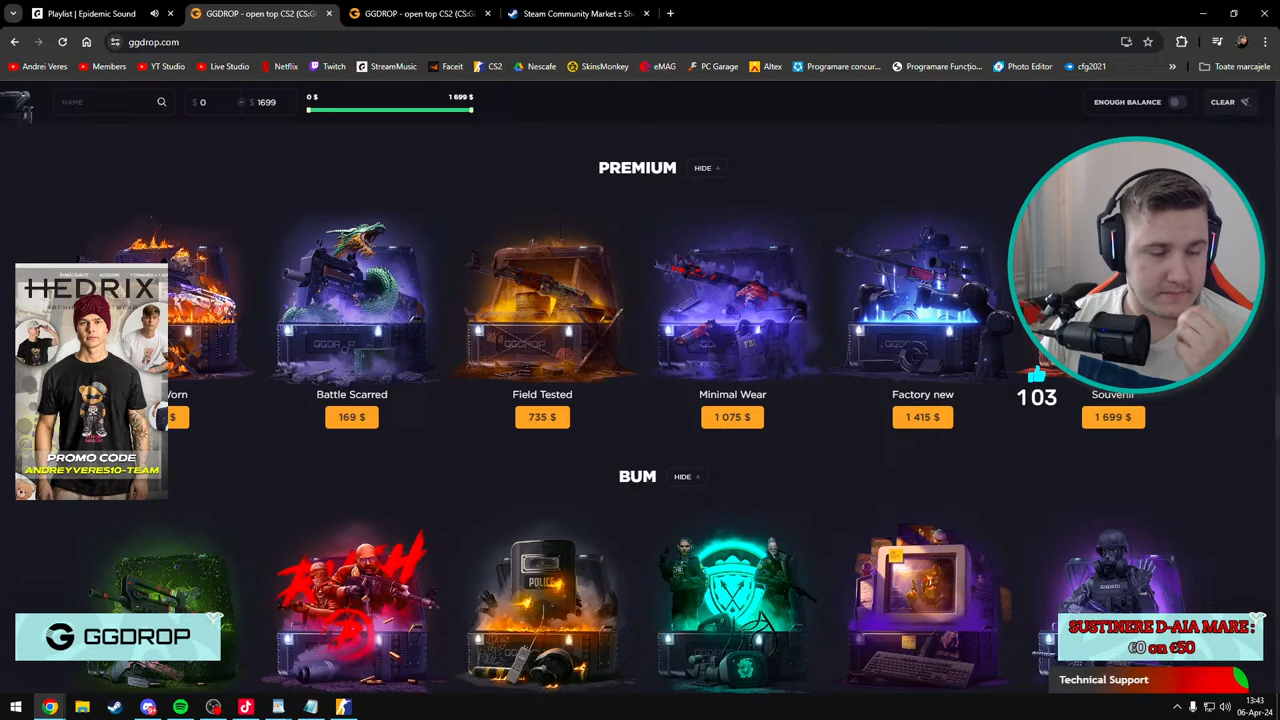 Playlist | Epidemic Sound
GGDROP - open top CS2 (CS:G
GGDROP - open top CS2 (CS:G
Steam Community Market :: Sh
ggdrop.com
Andrei Veres
Members
YT Studio
Live Studio
Netflix
Twitch
StreamMusic
Faceit
CS2
Nescafe
SkinsMonkey
eMAG
PC Garage
Altex
Programare concur...
Programare Funcțio...
Photo Editor
cfg2021
Toate marcajele
NAME
$ 0
$ 1699
0 $
1 699 $
ENOUGH BALANCE
CLEAR
PREMIUM
HIDE
Battle Scarred
Field Tested
Minimal Wear
Factory new
Souvenir
$
169 $
735 $
1 075 $
1 415 $
1 699 $
103
HEDRIX
PROMO CODE
ANDREYVERES10-TEAM
BUM
HIDE
GGDROP
SUSTINERE D-AIA MARE :
€0 on €50
Technical Support
13:43
06-Apr-24